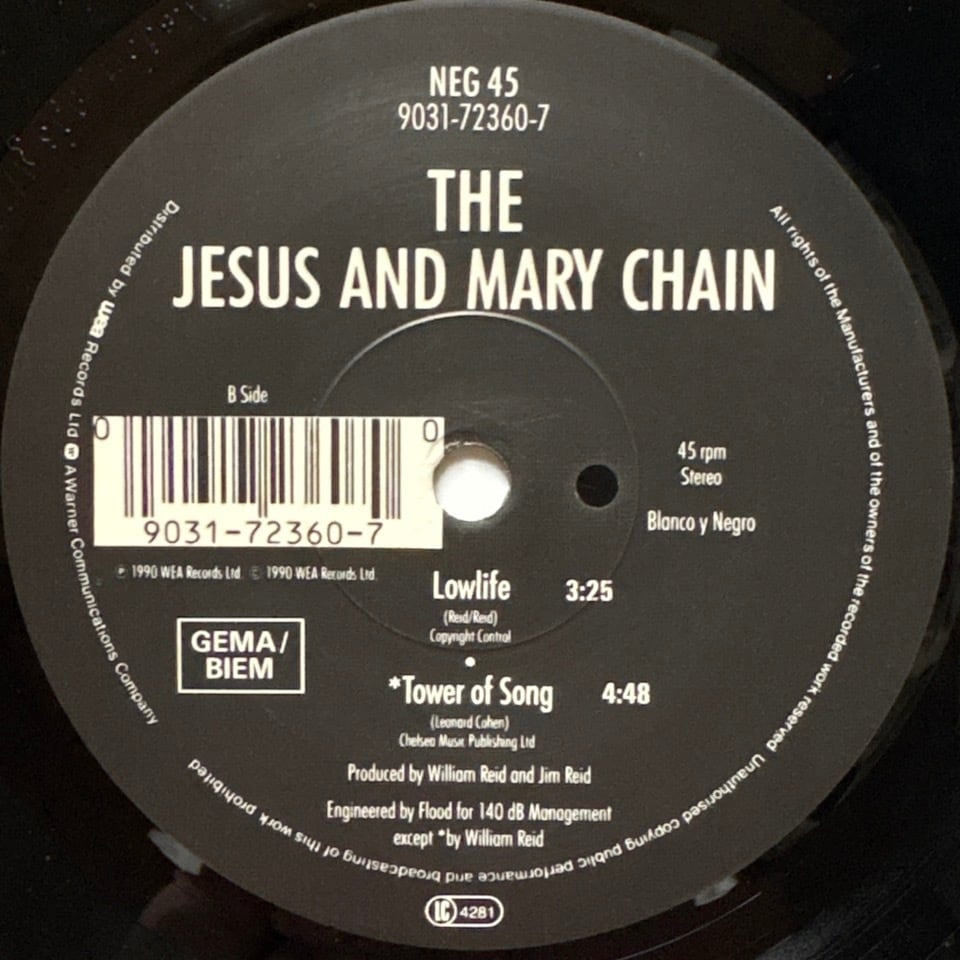 NEG 45
9031-72360-7
THE
JESUS AND MARY CHAIN
B Side
0 0
9031-72360-7
℗ 1990 WEA Records Ltd. © 1990 WEA Records Ltd.
GEMA/
BIEM
45 rpm
Stereo
Blanco y Negro
Lowlife 3:25
(Reid/Reid)
Copyright Control
*Tower of Song 4:48
(Leonard Cohen)
Chelsea Music Publishing Ltd
Produced by William Reid and Jim Reid
Engineered by Flood for 140 dB Management
except *by William Reid
LC 4281
Distributed by wea Records Ltd. W A Warner Communications Company
All rights of the Manufacturers and of the owners of the recorded work reserved Unauthorised copying public performance and broadcasting of this work prohibited